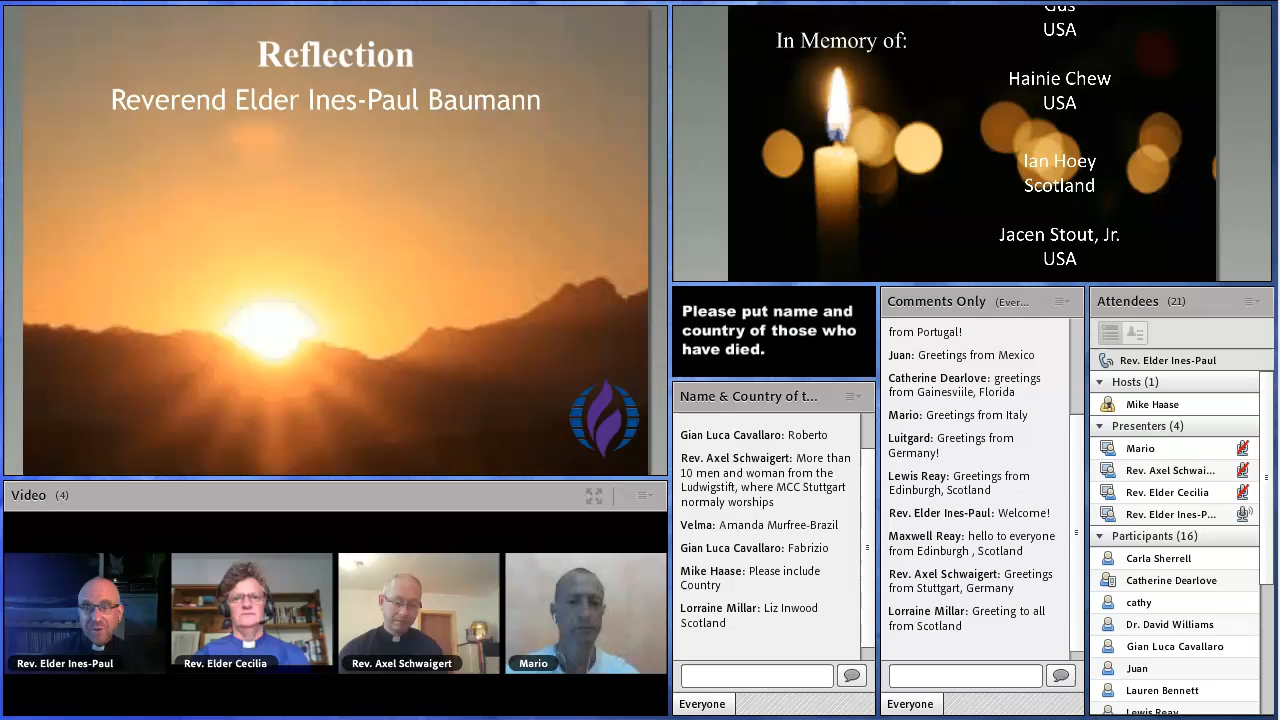 Reflection
Reverend Elder Ines-Paul Baumann
In Memory of:
Gus
USA
Hainie Chew
USA
Ian Hoey
Scotland
Jacen Stout, Jr.
USA
Please put name and
country of those who
have died.
Name & Country of t...
Gian Luca Cavallaro: Roberto
Rev. Axel Schwaigert: More than
10 men and woman from the
Ludwigstift, where MCC Stuttgart
normaly worships
Velma: Amanda Murfree-Brazil
Gian Luca Cavallaro: Fabrizio
Mike Haase: Please include
Country
Lorraine Millar: Liz Inwood
Scotland
Everyone
Comments Only (Ever...
from Portugal!
Juan: Greetings from Mexico
Catherine Dearlove: greetings
from Gainesviile, Florida
Mario: Greetings from Italy
Luitgard: Greetings from
Germany!
Lewis Reay: Greetings from
Edinburgh, Scotland
Rev. Elder Ines-Paul: Welcome!
Maxwell Reay: hello to everyone
from Edinburgh , Scotland
Rev. Axel Schwaigert: Greetings
from Stuttgart, Germany
Lorraine Millar: Greeting to all
from Scotland
Everyone
Attendees (21)
Rev. Elder Ines-Paul
Hosts (1)
Mike Haase
Presenters (4)
Mario
Rev. Axel Schwai...
Rev. Elder Cecilia
Rev. Elder Ines-P...
Participants (16)
Carla Sherrell
Catherine Dearlove
cathy
Dr. David Williams
Gian Luca Cavallaro
Juan
Lauren Bennett
Lewis Reay
Video (4)
Rev. Elder Ines-Paul
Rev. Elder Cecilia
Rev. Axel Schwaigert
Mario